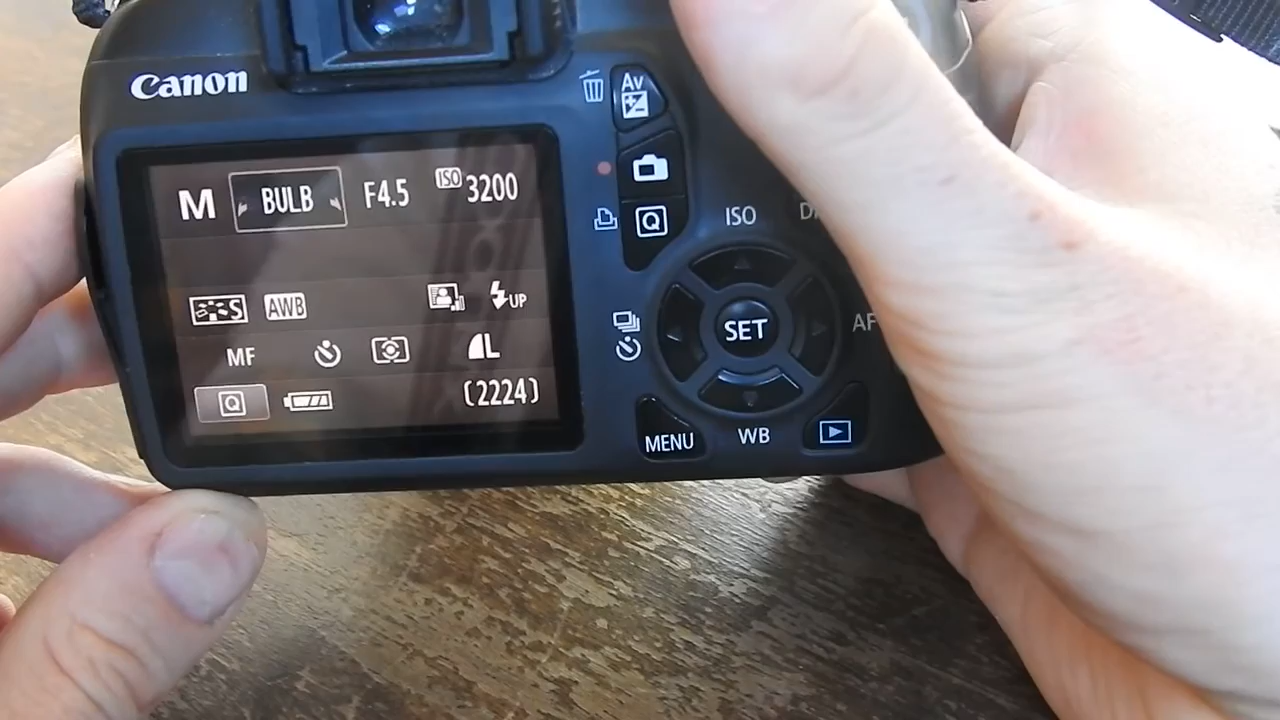 Canon
Av
M BULB F4.5 ISO 3200
Q
ISO
S AWB UP
MF L
SET
AF
Q (2224)
MENU WB